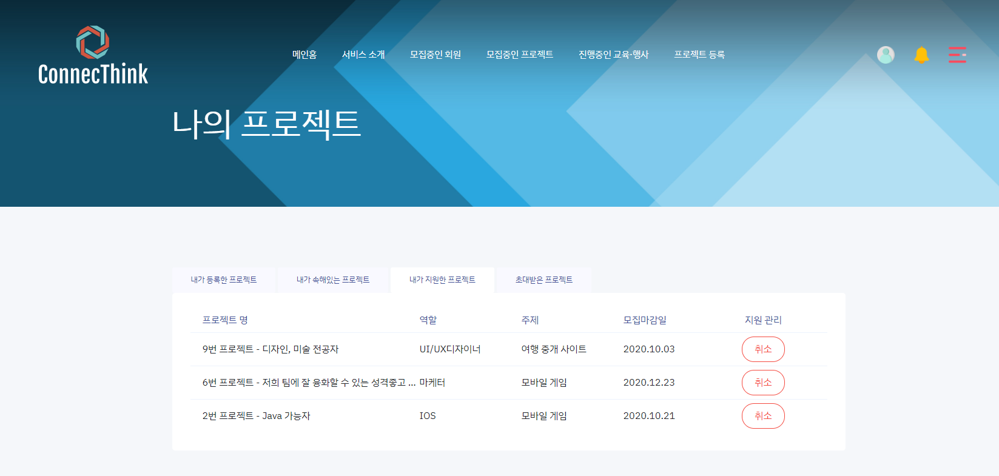 ConnecThink
메인홈 서비스 소개 모집중인 회원 모집중인 프로젝트 진행중인 교육·행사 프로젝트 등록
나의 프로젝트
내가 등록한 프로젝트 내가 속해있는 프로젝트 내가 지원한 프로젝트 초대받은 프로젝트
프로젝트 명 역할 주제 모집마감일 지원 관리
9번 프로젝트 - 디자인, 미술 전공자 UI/UX디자이너 여행 중개 사이트 2020.10.03 취소
6번 프로젝트 - 저희 팀에 잘 융화할 수 있는 성격좋고 ... 마케터 모바일 게임 2020.12.23 취소
2번 프로젝트 - Java 가능자 IOS 모바일 게임 2020.10.21 취소